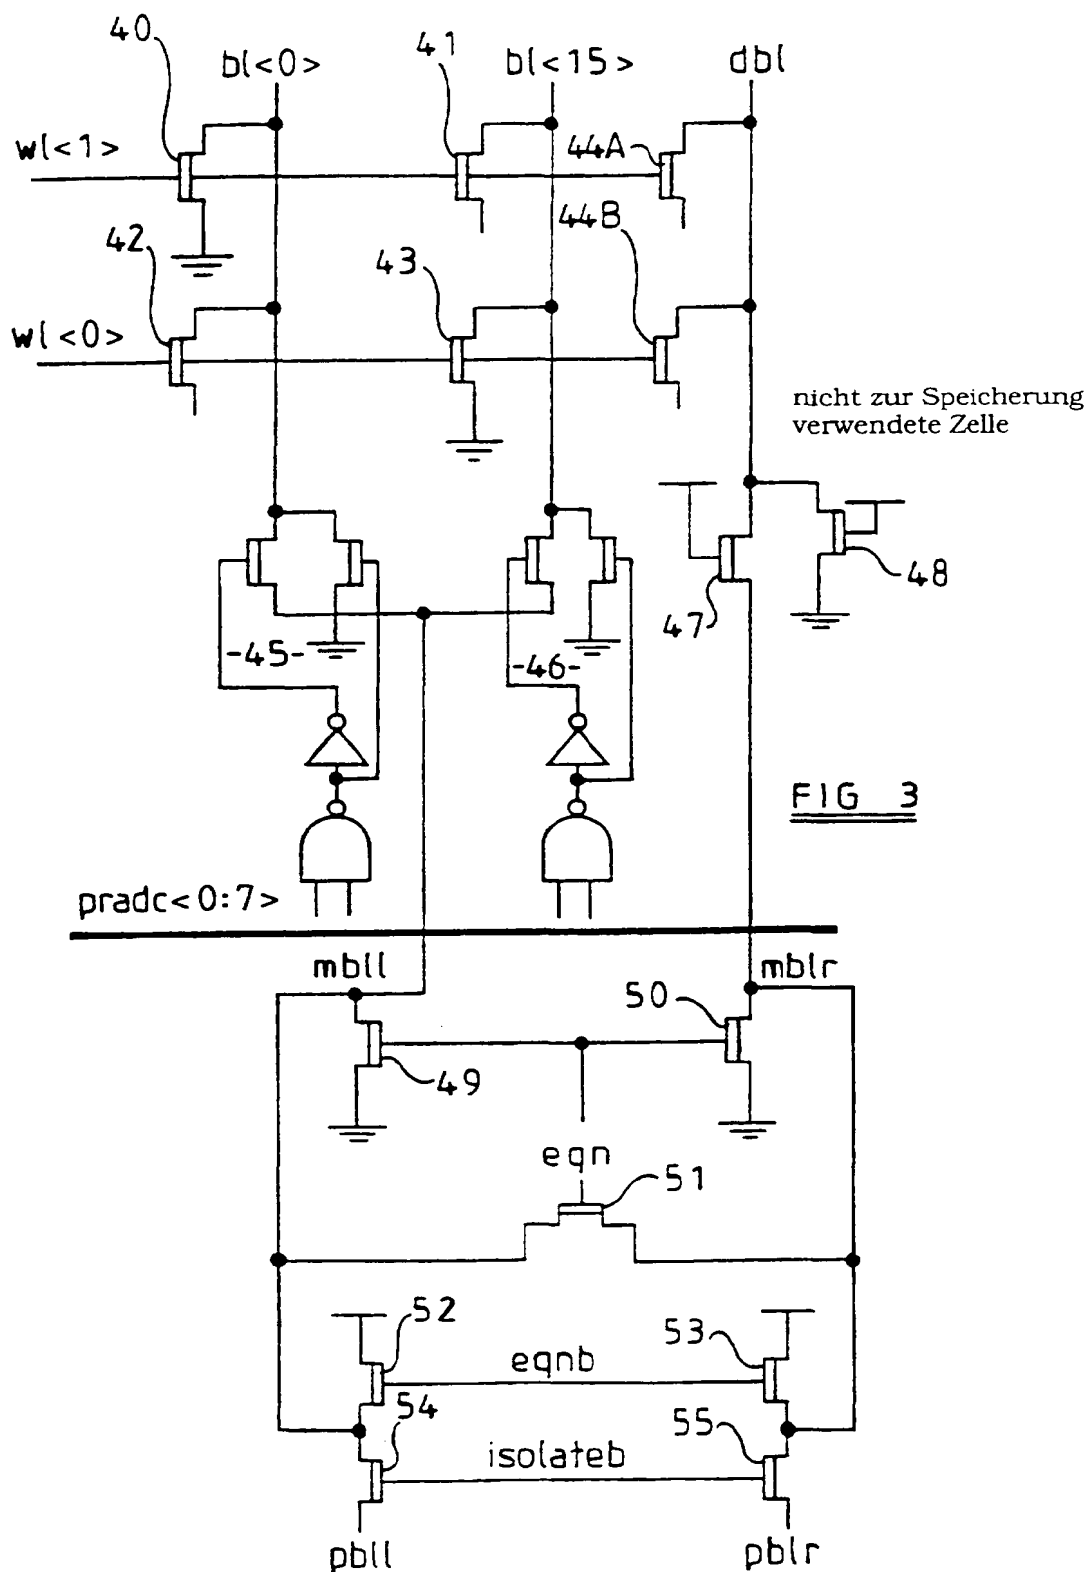 40
41
bl<0>
bl<15>
dbl
wl<1>
44A
44B
42
43
wl<0>
nicht zur Speicherung
verwendete Zelle
48
47
-45-
-46-
FIG 3
pradc<0:7>
mbll
mblr
50
49
eqn
51
52
53
eqnb
54
55
isolateb
pbll
pblr